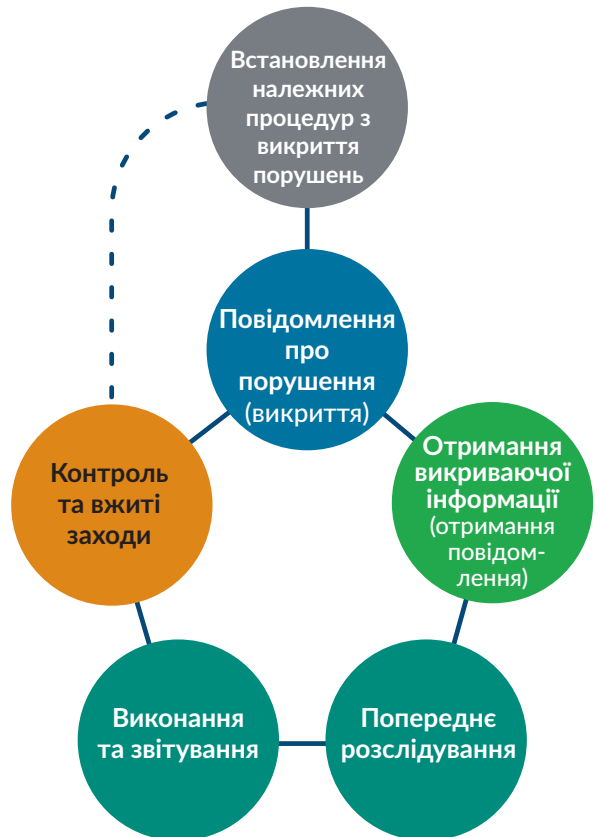 Встановлення
належних
процедур з
викриття
порушень
Повідомлення
про
порушення
(викриття)
Отримання
викриваючої
інформації
(отримання
повідом-
лення)
Контроль
та вжиті
заходи
Виконання
та звітування
Попереднє
розслідування